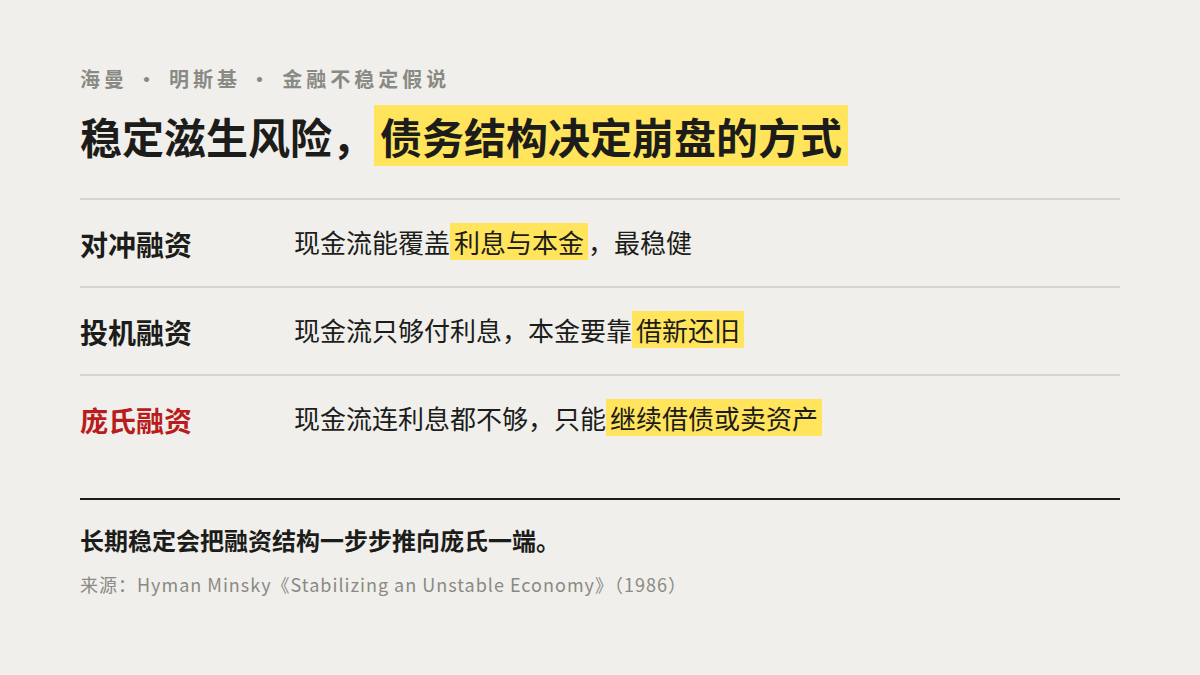 海曼 · 明斯基 · 金融不稳定假说
稳定滋生风险，债务结构决定崩盘的方式
对冲融资 现金流能覆盖利息与本金，最稳健
投机融资 现金流只够付利息，本金要靠借新还旧
庞氏融资 现金流连利息都不够，只能继续借债或卖资产
长期稳定会把融资结构一步步推向庞氏一端。
来源：Hyman Minsky《Stabilizing an Unstable Economy》（1986）